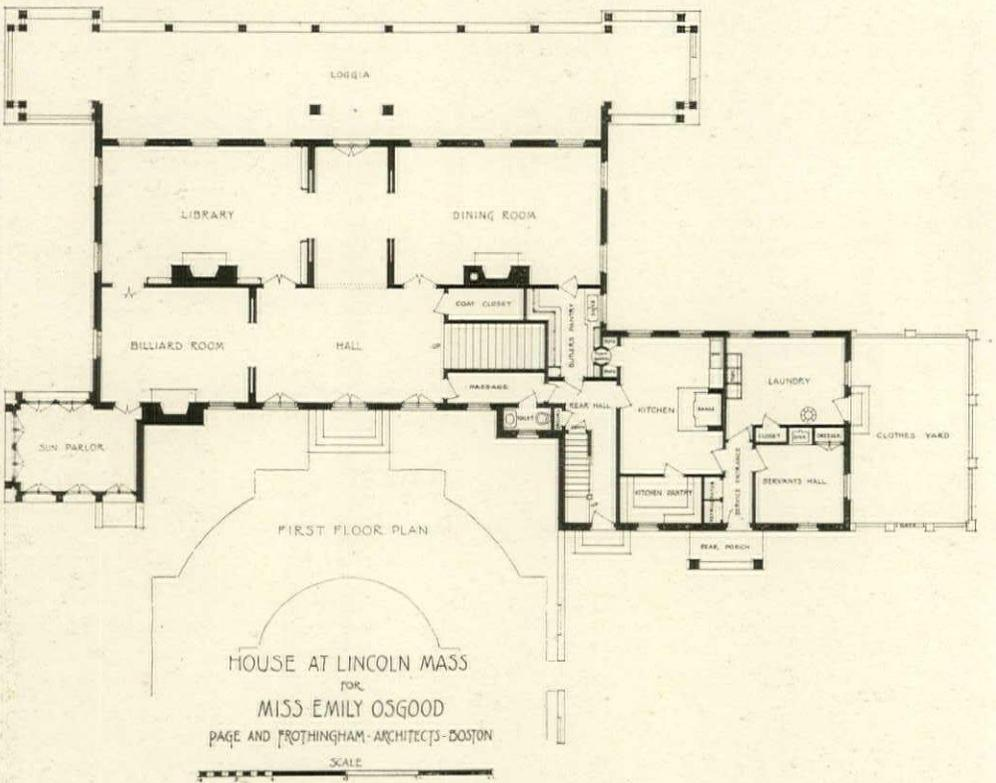 LOGGIA
LIBRARY
DINING ROOM
COAT CLOSET
BUTLERS PANTRY
SINK
BILLIARD ROOM
HALL
UP
PASSAGE
TOILET
REAR HALL
KITCHEN
RANGE
LAUNDRY
CLOTHES YARD
SUN PARLOR
CLOSET
SINK
DRESSER
KITCHEN PANTRY
SERVICE ENTRANCE
SERVANTS HALL
GATE
REAR PORCH
FIRST FLOOR PLAN
HOUSE AT LINCOLN MASS
FOR
MISS EMILY OSGOOD
PAGE AND FROTHINGHAM - ARCHITECTS - BOSTON
SCALE